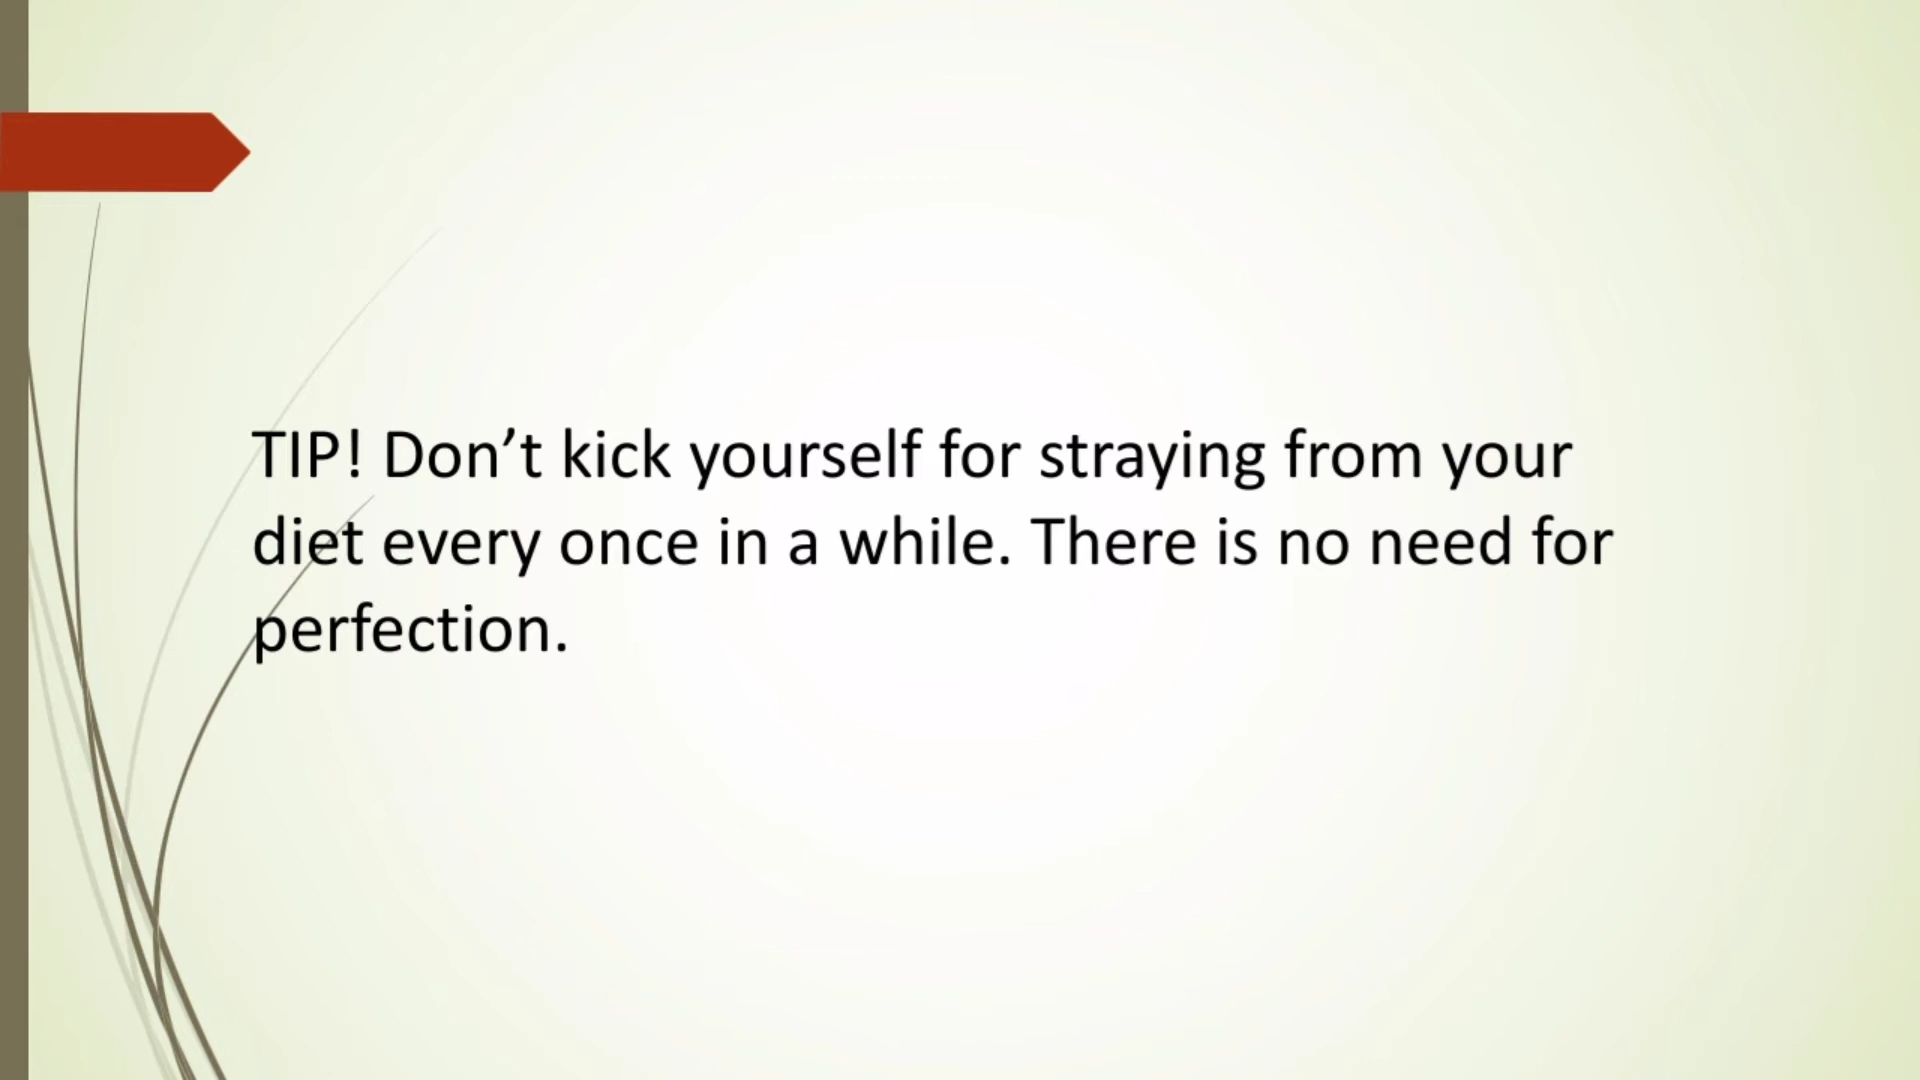 TIP! Don’t kick yourself for straying from your
diet every once in a while. There is no need for
perfection.